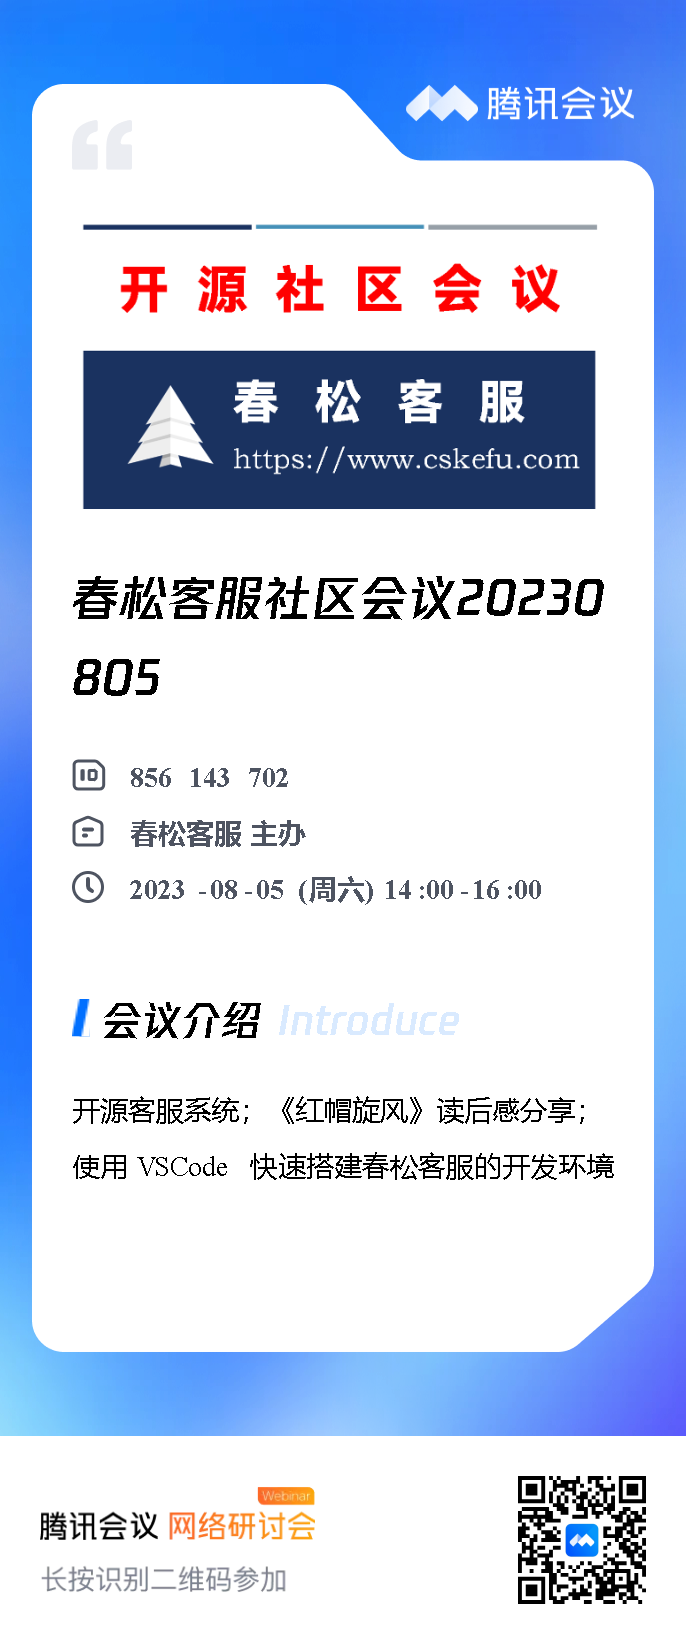 腾讯会议
开源社区会议
春松客服
https://www.cskefu.com
春松客服社区会议20230
805
ID 856 143 702
春松客服 主办
2023 -08-05 (周六) 14:00-16:00
会议介绍 Introduce
开源客服系统；《红帽旋风》读后感分享；
使用 VSCode 快速搭建春松客服的开发环境
Webinar
腾讯会议 网络研讨会
长按识别二维码参加